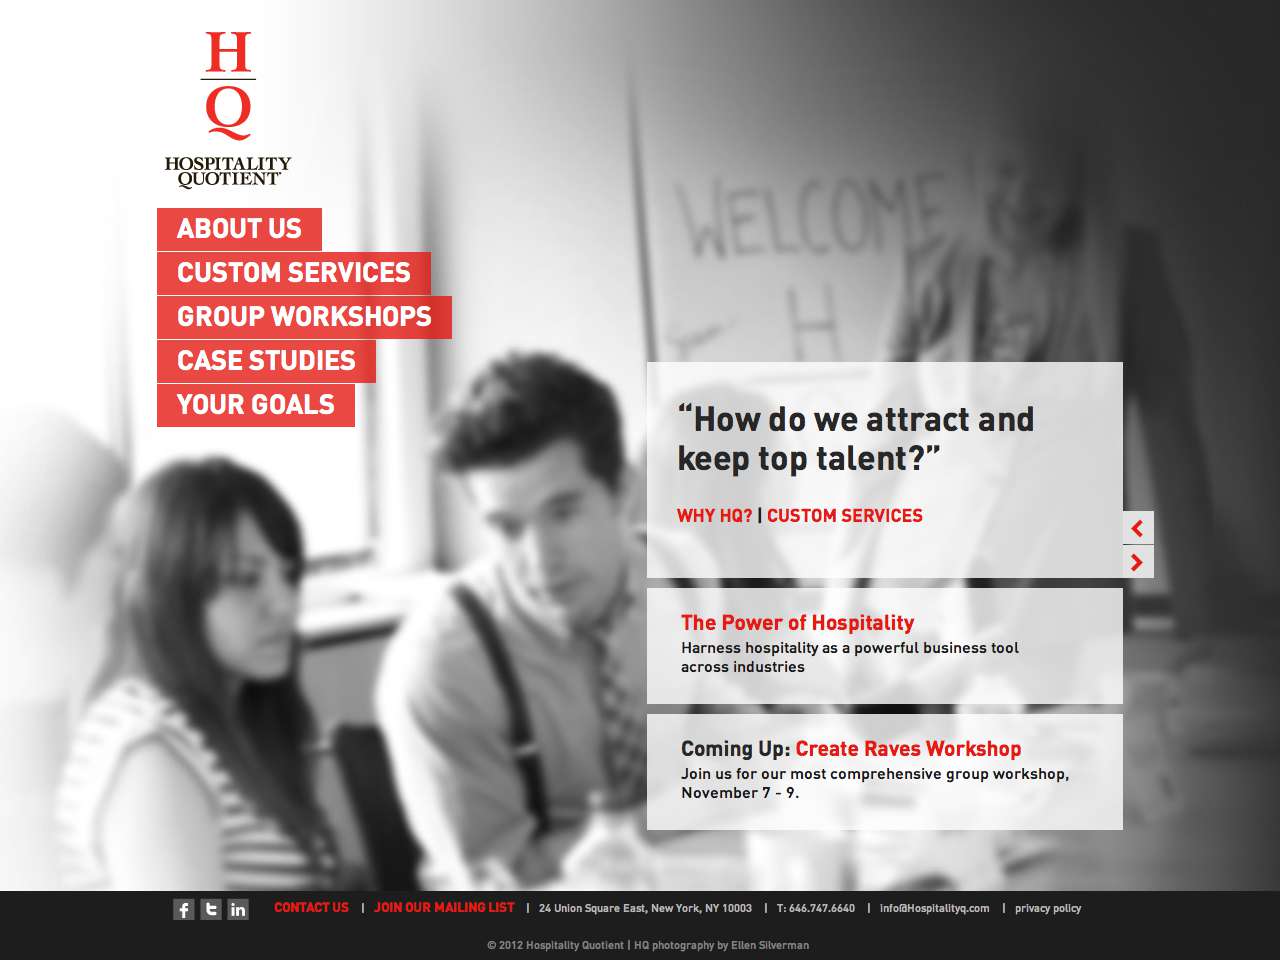 H
Q
HOSPITALITY
QUOTIENT
ABOUT US
CUSTOM SERVICES
GROUP WORKSHOPS
CASE STUDIES
YOUR GOALS
WELCOME
H
“How do we attract and
keep top talent?”
WHY HQ? | CUSTOM SERVICES
The Power of Hospitality
Harness hospitality as a powerful business tool
across industries
Coming Up: Create Raves Workshop
Join us for our most comprehensive group workshop,
November 7 - 9.
CONTACT US | JOIN OUR MAILING LIST | 24 Union Square East, New York, NY 10003 | T: 646.747.6640 | info@Hospitalityq.com | privacy policy
© 2012 Hospitality Quotient | HQ photography by Ellen Silverman